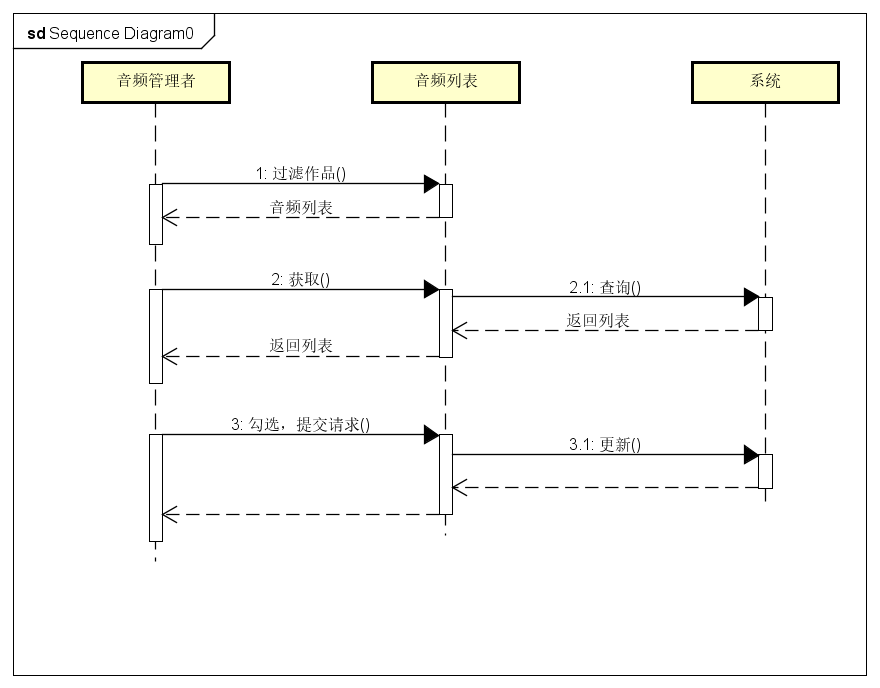 sd Sequence Diagram0
音频管理者
音频列表
系统
1: 过滤作品()
音频列表
2: 获取()
2.1: 查询()
返回列表
返回列表
3: 勾选，提交请求()
3.1: 更新()